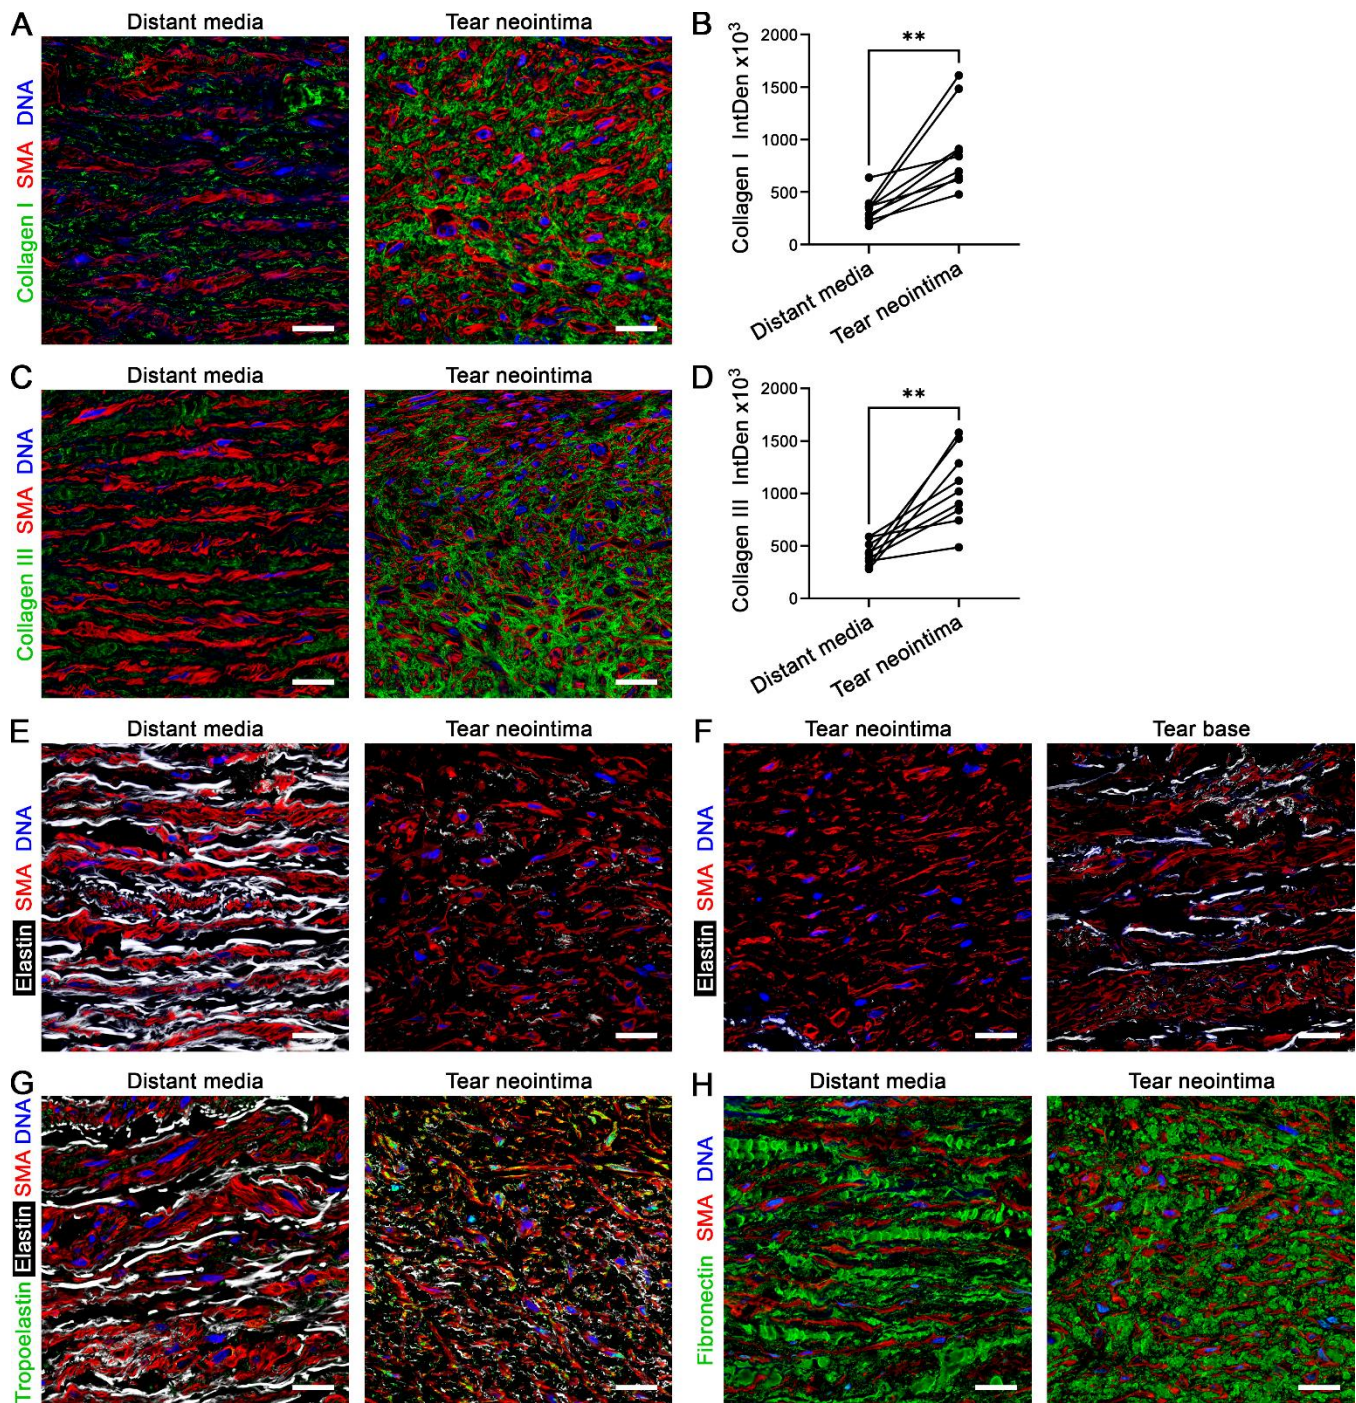 A
Distant media
Tear neointima
Collagen I SMA DNA
B
Collagen I IntDen x10³
2000
1500
1000
500
0
**
Distant media
Tear neointima
C
Distant media
Tear neointima
Collagen III SMA DNA
D
Collagen III IntDen x10³
2000
1500
1000
500
0
**
Distant media
Tear neointima
E
Distant media
Tear neointima
Elastin SMA DNA
F
Tear neointima
Tear base
Elastin SMA DNA
G
Distant media
Tear neointima
Tropoelastin Elastin SMA DNA
H
Distant media
Tear neointima
Fibronectin SMA DNA